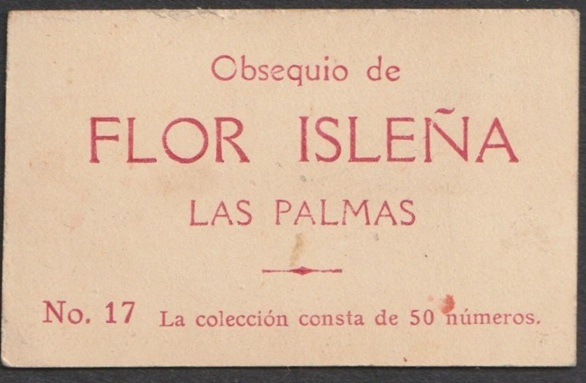 Obsequio de
FLOR ISLEÑA
LAS PALMAS
No. 17 La colección consta de 50 números.